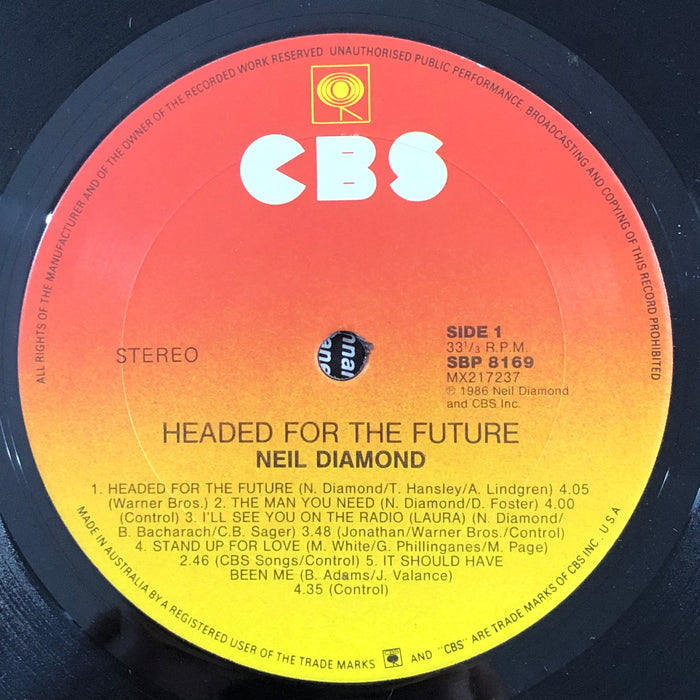 ALL RIGHTS OF THE MANUFACTURER AND OF THE OWNER OF THE RECORDED WORK RESERVED UNAUTHORISED PUBLIC PERFORMANCE, BROADCASTING AND COPYING OF THIS RECORD PROHIBITED
CBS
STEREO
SIDE 1
33 1/3 R.P.M.
SBP 8169
MX217237
℗ 1986 Neil Diamond
and CBS Inc.
HEADED FOR THE FUTURE
NEIL DIAMOND
1. HEADED FOR THE FUTURE (N. Diamond/T. Hansley/A. Lindgren) 4.05
(Warner Bros.) 2. THE MAN YOU NEED (N. Diamond/D. Foster) 4.00
(Control) 3. I'LL SEE YOU ON THE RADIO (LAURA) (N. Diamond/
B. Bacharach/C.B. Sager) 3.48 (Jonathan/Warner Bros./Control)
4. STAND UP FOR LOVE (M. White/G. Phillinganes/M. Page)
2.46 (CBS Songs/Control) 5. IT SHOULD HAVE
BEEN ME (B. Adams/J. Valance)
4.35 (Control)
MADE IN AUSTRALIA BY A REGISTERED USER OF THE TRADE MARKS AND "CBS" ARE TRADE MARKS OF CBS INC., U.S.A.